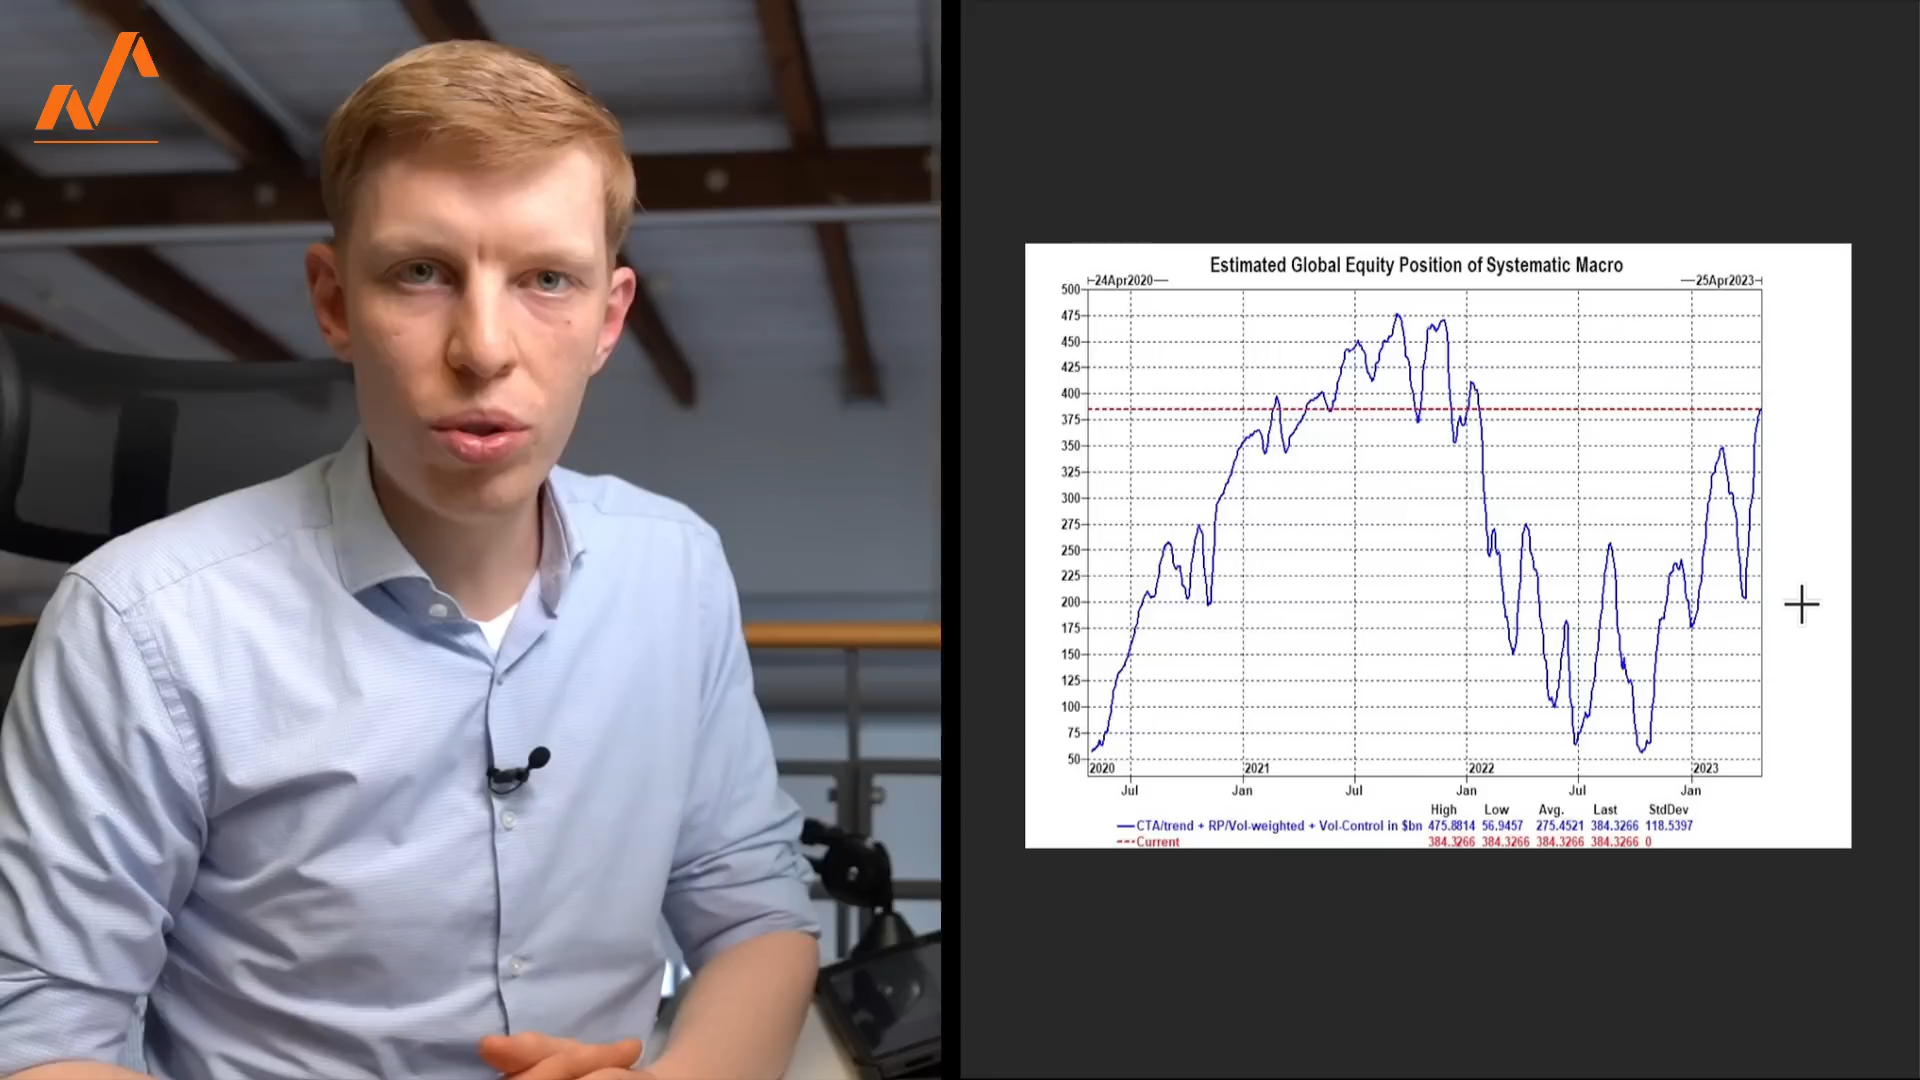 Estimated Global Equity Position of Systematic Macro
24Apr2020
25Apr2023
500
475
450
425
400
375
350
325
300
275
250
225
200
175
150
125
100
75
50
2020 2021 2022 2023
Jul Jan Jul Jan Jul Jan
High Low Avg. Last StdDev
CTA/trend + RP/Vol-weighted + Vol-Control in $bn 475.8814 56.9457 275.4521 384.3266 118.5397
Current 384.3266 384.3266 384.3266 384.3266 0